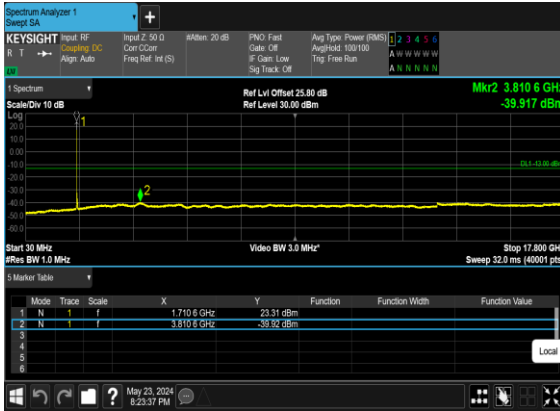 Spectrum Analyzer 1
Swept SA
+
KEYSIGHT
R T
LV
Input: RF
Coupling: DC
Align: Auto
Input Z: 50 Ω
Corr CCorr
Freq Ref: Int (S)
#Atten: 20 dB
PNO: Fast
Gate: Off
IF Gain: Low
Sig Track: Off
Avg Type: Power (RMS)
Avg|Hold: 100/100
Trig: Free Run
1 2 3 4 5 6
A W W W W W
A N N N N N
1 Spectrum
Scale/Div 10 dB
Log
Ref Lvl Offset 25.80 dB
Ref Level 30.00 dBm
Mkr2 3.810 6 GHz
-39.917 dBm
20.0
10.0
0.00
-10.0
-20.0
-30.0
-40.0
-50.0
-60.0
1
2
DL1 -13.00 dBm
Start 30 MHz
#Res BW 1.0 MHz
Video BW 3.0 MHz*
Stop 17.800 GHz
Sweep 32.0 ms (40001 pts)
5 Marker Table
Mode Trace Scale X Y Function Function Width Function Value
1 N 1 f 1.710 6 GHz 23.31 dBm
2 N 1 f 3.810 6 GHz -39.92 dBm
3
4
5
6
Local
?
May 23, 2024
8:23:37 PM